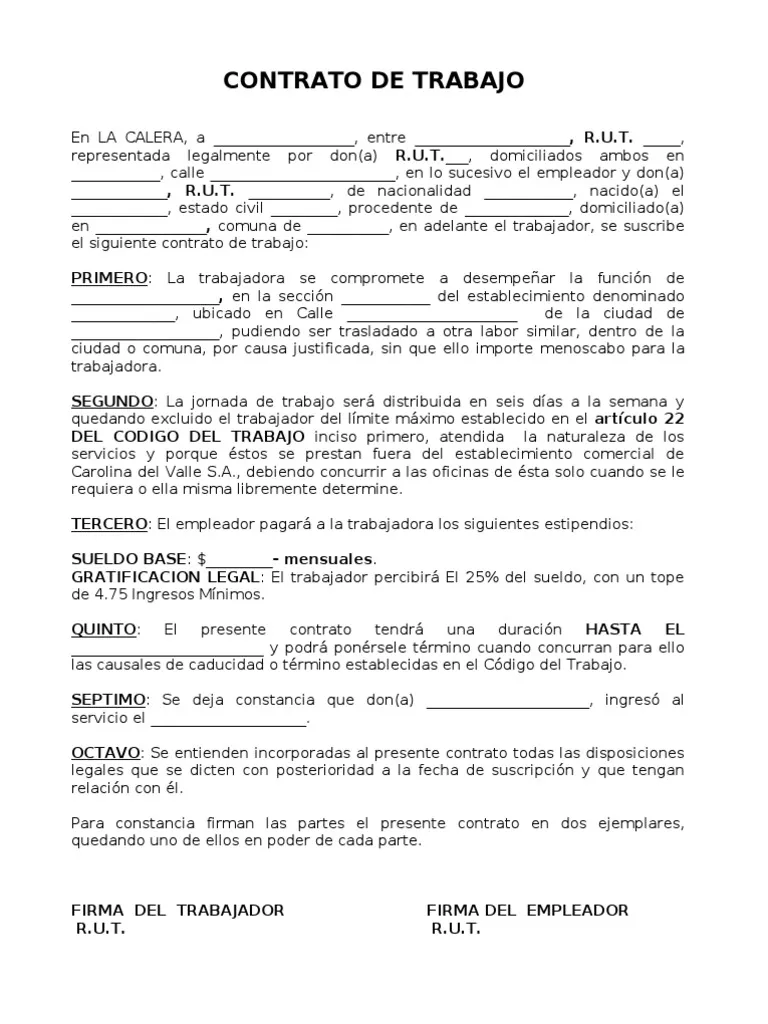 CONTRATO DE TRABAJO
En LA CALERA, a ___________________, entre _____________________, R.U.T. _____,
representada legalmente por don(a) R.U.T.___, domiciliados ambos en
________________, calle _________________________, en lo sucesivo el empleador y don(a)
_____________, R.U.T. ___________, de nacionalidad ____________, nacido(a) el
_____________, estado civil _________, procedente de ______________, domiciliado(a)
en _______________, comuna de ___________, en adelante el trabajador, se suscribe
el siguiente contrato de trabajo:
PRIMERO: La trabajadora se compromete a desempeñar la función de
____________________, en la sección ____________ del establecimiento denominado
______________, ubicado en Calle _______________________ de la ciudad de
____________________, pudiendo ser trasladado a otra labor similar, dentro de la
ciudad o comuna, por causa justificada, sin que ello importe menoscabo para la
trabajadora.
SEGUNDO: La jornada de trabajo será distribuida en seis días a la semana y
quedando excluido el trabajador del límite máximo establecido en el artículo 22
DEL CODIGO DEL TRABAJO inciso primero, atendida la naturaleza de los
servicios y porque éstos se prestan fuera del establecimiento comercial de
Carolina del Valle S.A., debiendo concurrir a las oficinas de ésta solo cuando se le
requiera o ella misma libremente determine.
TERCERO: El empleador pagará a la trabajadora los siguientes estipendios:
SUELDO BASE: $_________- mensuales.
GRATIFICACION LEGAL: El trabajador percibirá El 25% del sueldo, con un tope
de 4.75 Ingresos Mínimos.
QUINTO: El presente contrato tendrá una duración HASTA EL
__________________________ y podrá ponérsele término cuando concurran para ello
las causales de caducidad o término establecidas en el Código del Trabajo.
SEPTIMO: Se deja constancia que don(a) ______________________, ingresó al
servicio el _____________________.
OCTAVO: Se entienden incorporadas al presente contrato todas las disposiciones
legales que se dicten con posterioridad a la fecha de suscripción y que tengan
relación con él.
Para constancia firman las partes el presente contrato en dos ejemplares,
quedando uno de ellos en poder de cada parte.
FIRMA DEL TRABAJADOR FIRMA DEL EMPLEADOR
R.U.T. R.U.T.